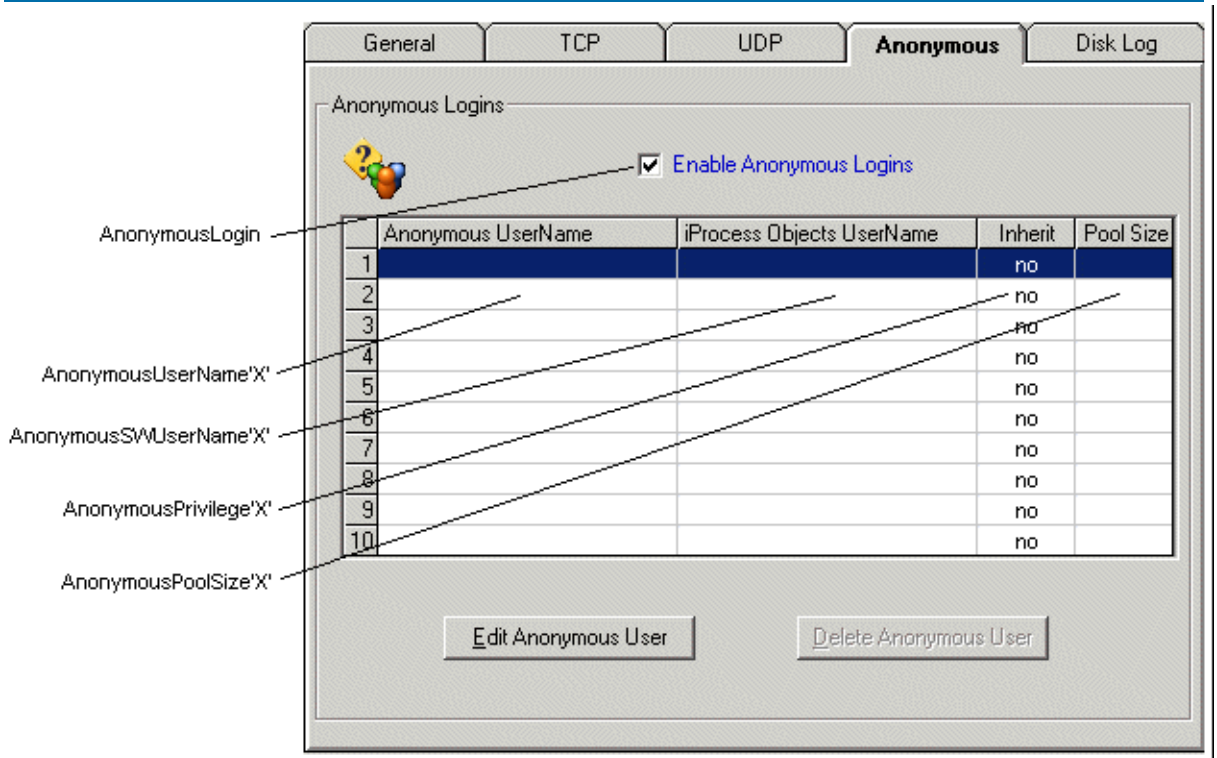 General TCP UDP Anonymous Disk Log
Anonymous Logins
?
Enable Anonymous Logins
AnonymousLogin
Anonymous UserName iProcess Objects UserName Inherit Pool Size
1 no
2 no
3 no
4 no
5 no
6 no
7 no
8 no
9 no
10 no
AnonymousUserName'X'
AnonymousSWUserName'X'
AnonymousPrivilege'X'
AnonymousPoolSize'X'
Edit Anonymous User Delete Anonymous User